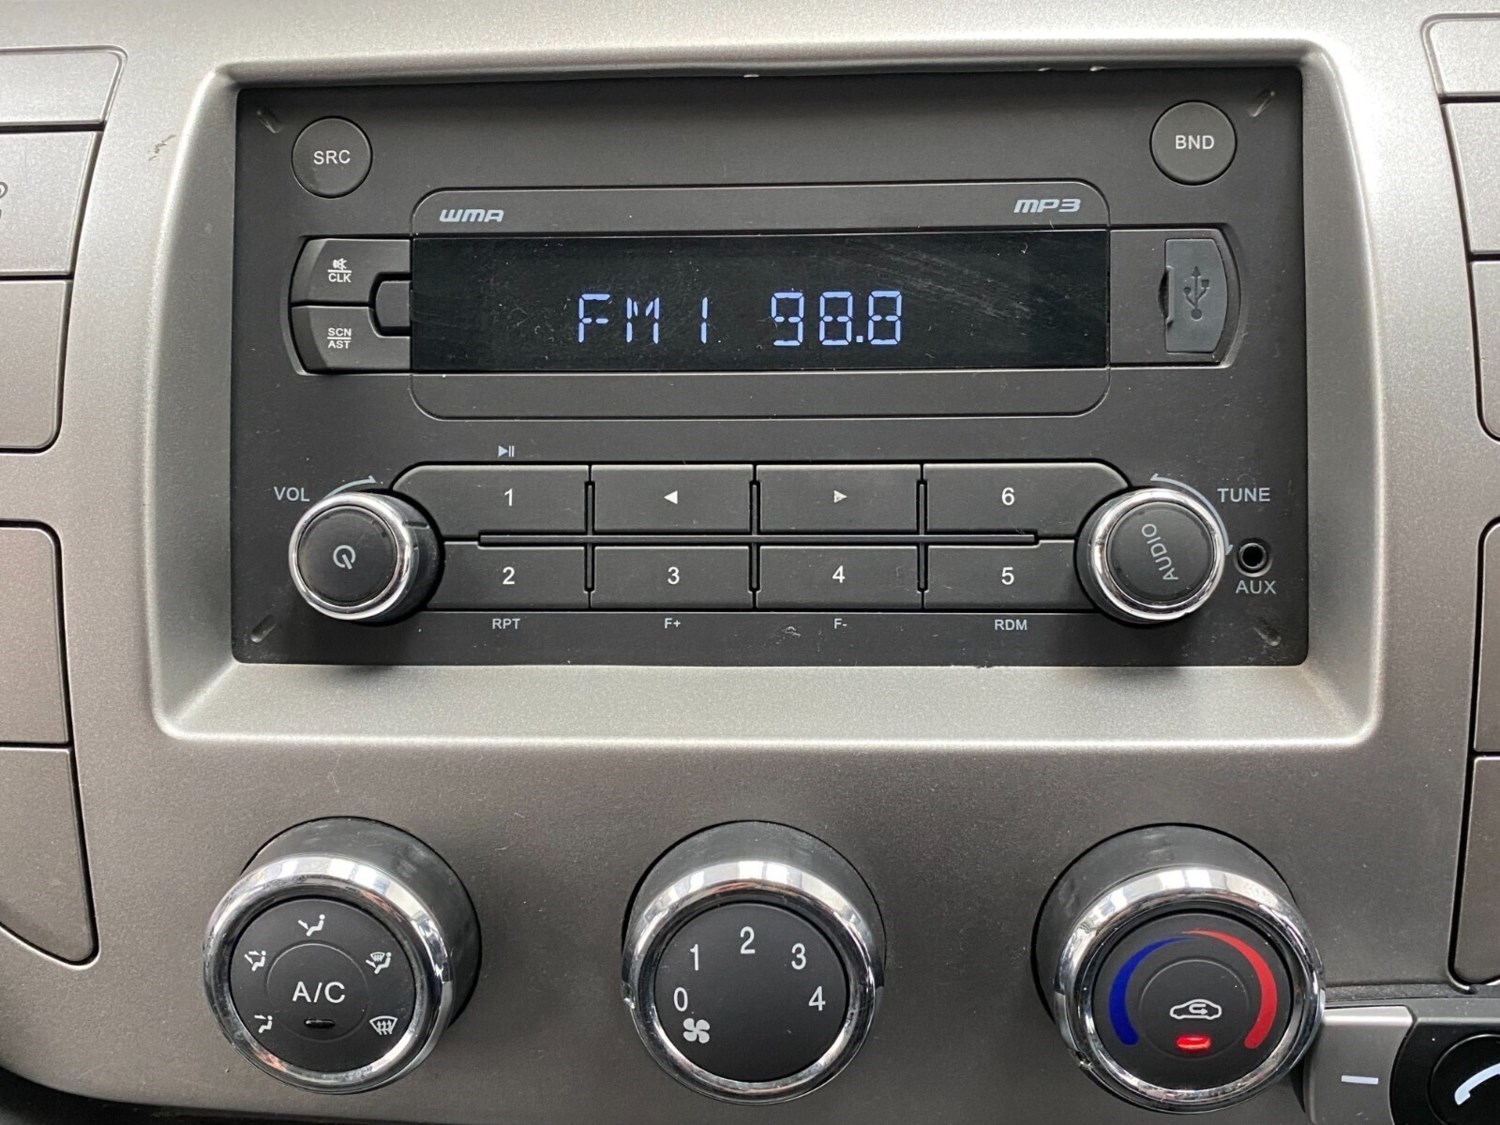 SRC
BND
WMA
MP3
CLK
SCN
AST
FM1 98.8
VOL
1
6
TUNE
2
3
4
5
AUDIO
AUX
RPT
F+
F-
RDM
A/C
0
1
2
3
4